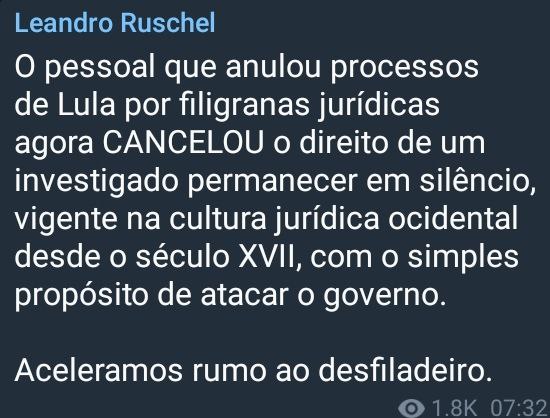 Leandro Ruschel
O pessoal que anulou processos
de Lula por filigranas jurídicas
agora CANCELOU o direito de um
investigado permanecer em silêncio,
vigente na cultura jurídica ocidental
desde o século XVII, com o simples
propósito de atacar o governo.
Aceleramos rumo ao desfiladeiro.
1.8K 07:32